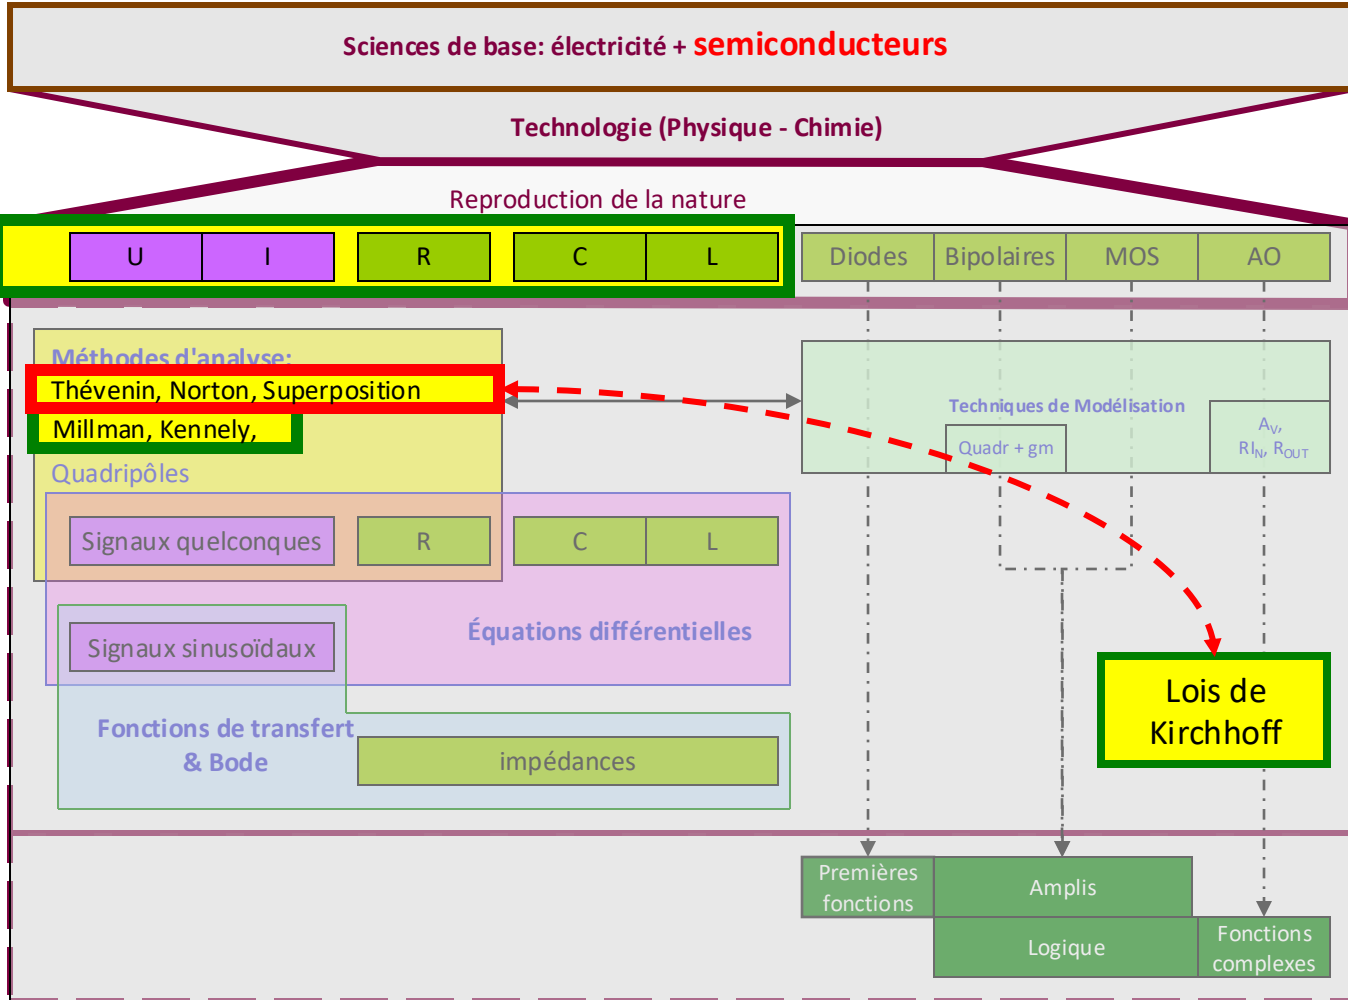 Sciences de base: électricité + semiconducteurs
Technologie (Physique - Chimie)
Reproduction de la nature
U I R C L Diodes Bipolaires MOS AO
Méthodes d'analyse:
Thévenin, Norton, Superposition
Millman, Kennely,
Quadripôles
Techniques de Modélisation
Quadr + gm
AV,
RIN, ROUT
Signaux quelconques R C L
Équations différentielles
Signaux sinusoïdaux
Lois de
Kirchhoff
Fonctions de transfert
& Bode
impédances
Premières
fonctions
Amplis
Logique
Fonctions
complexes